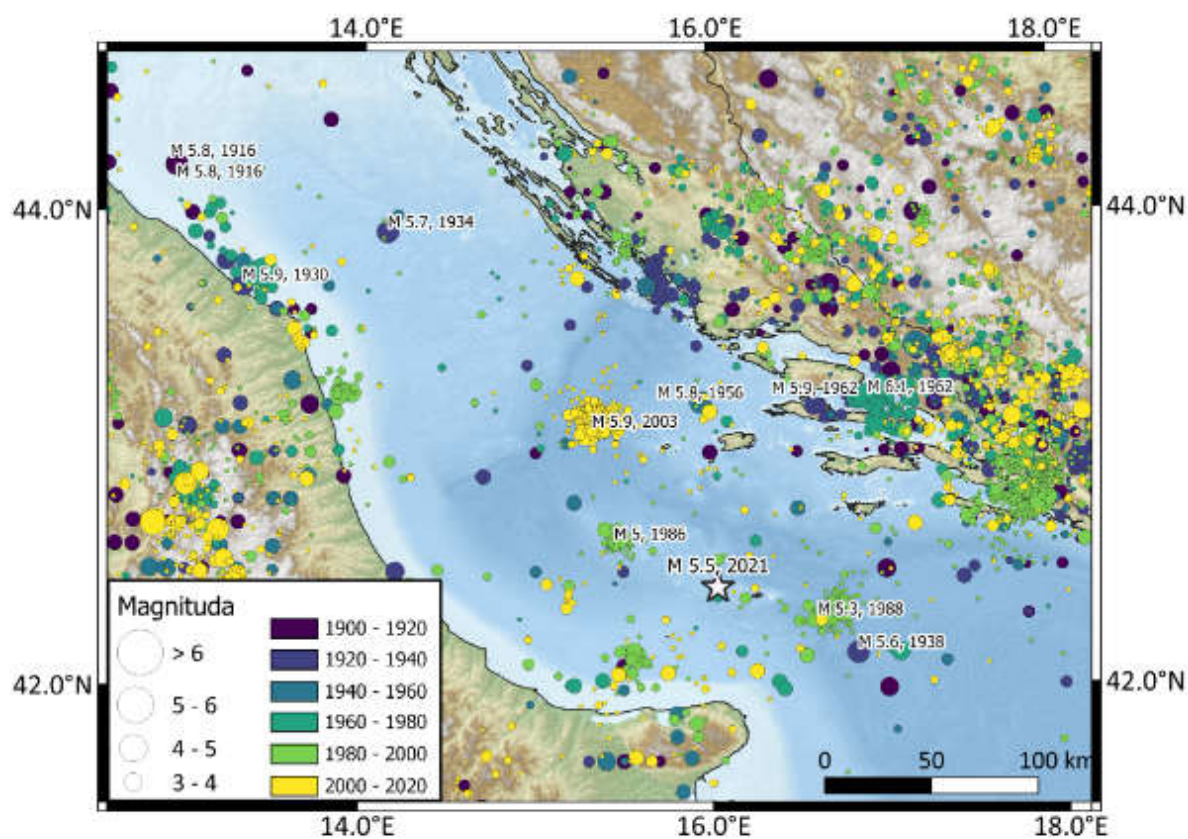 14.0°E 16.0°E 18.0°E
M 5.8, 1916
M 5.8, 1916
44.0°N 44.0°N
M 5.7, 1934
M 5.9, 1930
M 5.8, 1956 M 5.9, 1962 M 6.1, 1962
M 5.9, 2003
M 5, 1986
M 5.5, 2021
M 5.3, 1988
M 5.6, 1938
42.0°N 42.0°N
Magnituda
> 6
5 - 6
4 - 5
3 - 4
1900 - 1920
1920 - 1940
1940 - 1960
1960 - 1980
1980 - 2000
2000 - 2020
0 50 100 km
14.0°E 16.0°E 18.0°E